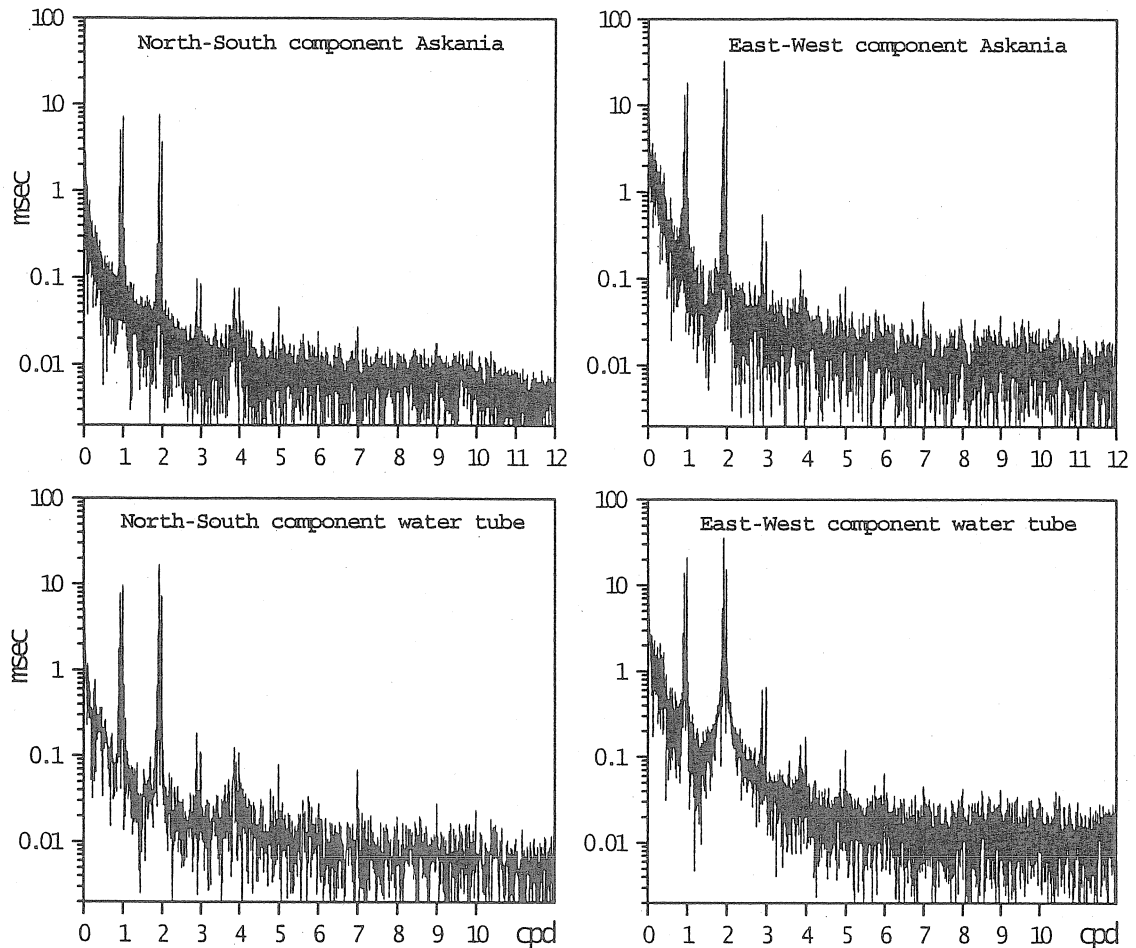 North-South component Askania
msec
100
10
1
0.1
0.01
0 1 2 3 4 5 6 7 8 9 10 11 12
East-West component Askania
100
10
1
0.1
0.01
0 1 2 3 4 5 6 7 8 9 10 11 12
North-South component water tube
msec
100
10
1
0.1
0.01
0 1 2 3 4 5 6 7 8 9 10 cpd
East-West component water tube
100
10
1
0.1
0.01
0 1 2 3 4 5 6 7 8 9 10 cpd